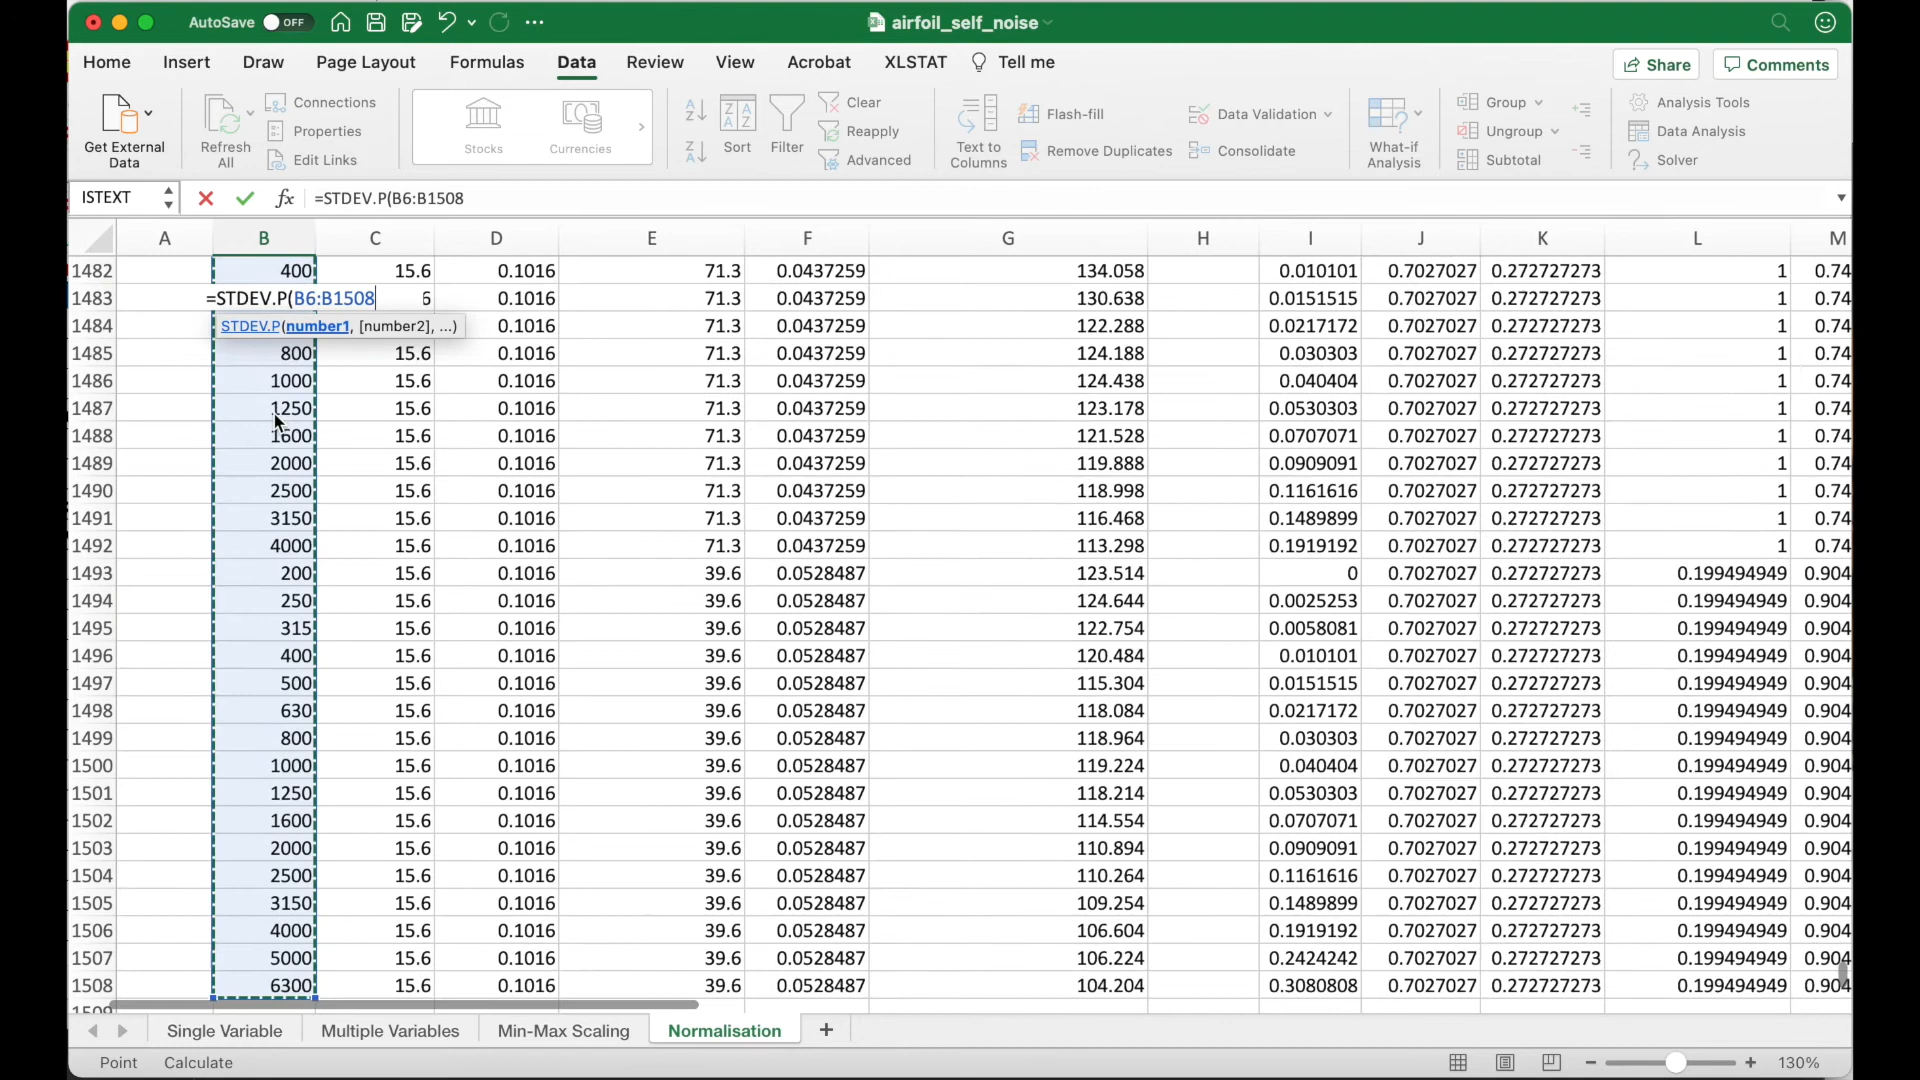 AutoSave OFF airfoil_self_noise
Home Insert Draw Page Layout Formulas Data Review View Acrobat XLSTAT Tell me Share Comments
Get External Data Refresh All Connections Properties Edit Links Stocks Currencies Sort Filter Clear Reapply Advanced Text to Columns Flash-fill Remove Duplicates Data Validation Consolidate What-if Analysis Group Ungroup Subtotal Analysis Tools Data Analysis Solver
ISTEXT fx =STDEV.P(B6:B1508
A B C D E F G H I J K L M
1482 400 15.6 0.1016 71.3 0.0437259 134.058 0.010101 0.7027027 0.272727273 1 0.74
1483 =STDEV.P(B6:B1508 6 0.1016 71.3 0.0437259 130.638 0.0151515 0.7027027 0.272727273 1 0.74
1484 STDEV.P(number1, [number2], ...) 0.1016 71.3 0.0437259 122.288 0.0217172 0.7027027 0.272727273 1 0.74
1485 800 15.6 0.1016 71.3 0.0437259 124.188 0.030303 0.7027027 0.272727273 1 0.74
1486 1000 15.6 0.1016 71.3 0.0437259 124.438 0.040404 0.7027027 0.272727273 1 0.74
1487 1250 15.6 0.1016 71.3 0.0437259 123.178 0.0530303 0.7027027 0.272727273 1 0.74
1488 1600 15.6 0.1016 71.3 0.0437259 121.528 0.0707071 0.7027027 0.272727273 1 0.74
1489 2000 15.6 0.1016 71.3 0.0437259 119.888 0.0909091 0.7027027 0.272727273 1 0.74
1490 2500 15.6 0.1016 71.3 0.0437259 118.998 0.1161616 0.7027027 0.272727273 1 0.74
1491 3150 15.6 0.1016 71.3 0.0437259 116.468 0.1489899 0.7027027 0.272727273 1 0.74
1492 4000 15.6 0.1016 71.3 0.0437259 113.298 0.1919192 0.7027027 0.272727273 1 0.74
1493 200 15.6 0.1016 39.6 0.0528487 123.514 0 0.7027027 0.272727273 0.199494949 0.904
1494 250 15.6 0.1016 39.6 0.0528487 124.644 0.0025253 0.7027027 0.272727273 0.199494949 0.904
1495 315 15.6 0.1016 39.6 0.0528487 122.754 0.0058081 0.7027027 0.272727273 0.199494949 0.904
1496 400 15.6 0.1016 39.6 0.0528487 120.484 0.010101 0.7027027 0.272727273 0.199494949 0.904
1497 500 15.6 0.1016 39.6 0.0528487 115.304 0.0151515 0.7027027 0.272727273 0.199494949 0.904
1498 630 15.6 0.1016 39.6 0.0528487 118.084 0.0217172 0.7027027 0.272727273 0.199494949 0.904
1499 800 15.6 0.1016 39.6 0.0528487 118.964 0.030303 0.7027027 0.272727273 0.199494949 0.904
1500 1000 15.6 0.1016 39.6 0.0528487 119.224 0.040404 0.7027027 0.272727273 0.199494949 0.904
1501 1250 15.6 0.1016 39.6 0.0528487 118.214 0.0530303 0.7027027 0.272727273 0.199494949 0.904
1502 1600 15.6 0.1016 39.6 0.0528487 114.554 0.0707071 0.7027027 0.272727273 0.199494949 0.904
1503 2000 15.6 0.1016 39.6 0.0528487 110.894 0.0909091 0.7027027 0.272727273 0.199494949 0.904
1504 2500 15.6 0.1016 39.6 0.0528487 110.264 0.1161616 0.7027027 0.272727273 0.199494949 0.904
1505 3150 15.6 0.1016 39.6 0.0528487 109.254 0.1489899 0.7027027 0.272727273 0.199494949 0.904
1506 4000 15.6 0.1016 39.6 0.0528487 106.604 0.1919192 0.7027027 0.272727273 0.199494949 0.904
1507 5000 15.6 0.1016 39.6 0.0528487 106.224 0.2424242 0.7027027 0.272727273 0.199494949 0.904
1508 6300 15.6 0.1016 39.6 0.0528487 104.204 0.3080808 0.7027027 0.272727273 0.199494949 0.904
1509
Single Variable Multiple Variables Min-Max Scaling Normalisation
Point Calculate 130%